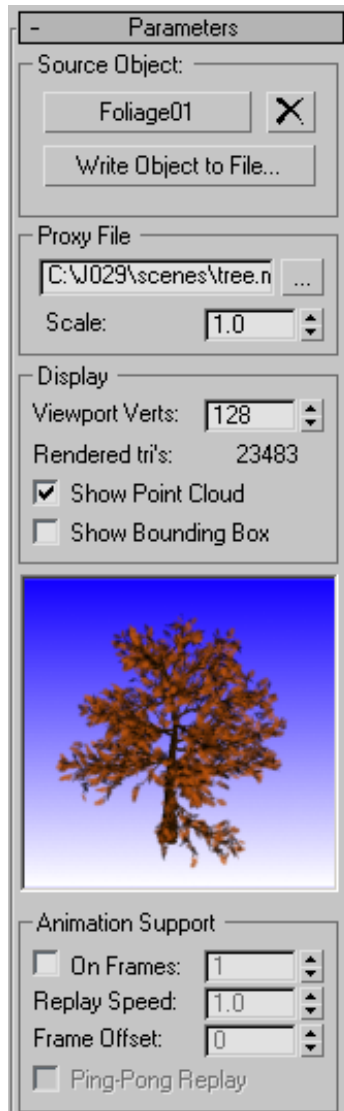 - Parameters
Source Object:
Foliage01
Write Object to File...
Proxy File
C:\J029\scenes\tree.n ...
Scale: 1.0
Display
Viewport Verts: 128
Rendered tri's: 23483
Show Point Cloud
Show Bounding Box
Animation Support
On Frames: 1
Replay Speed: 1.0
Frame Offset: 0
Ping-Pong Replay